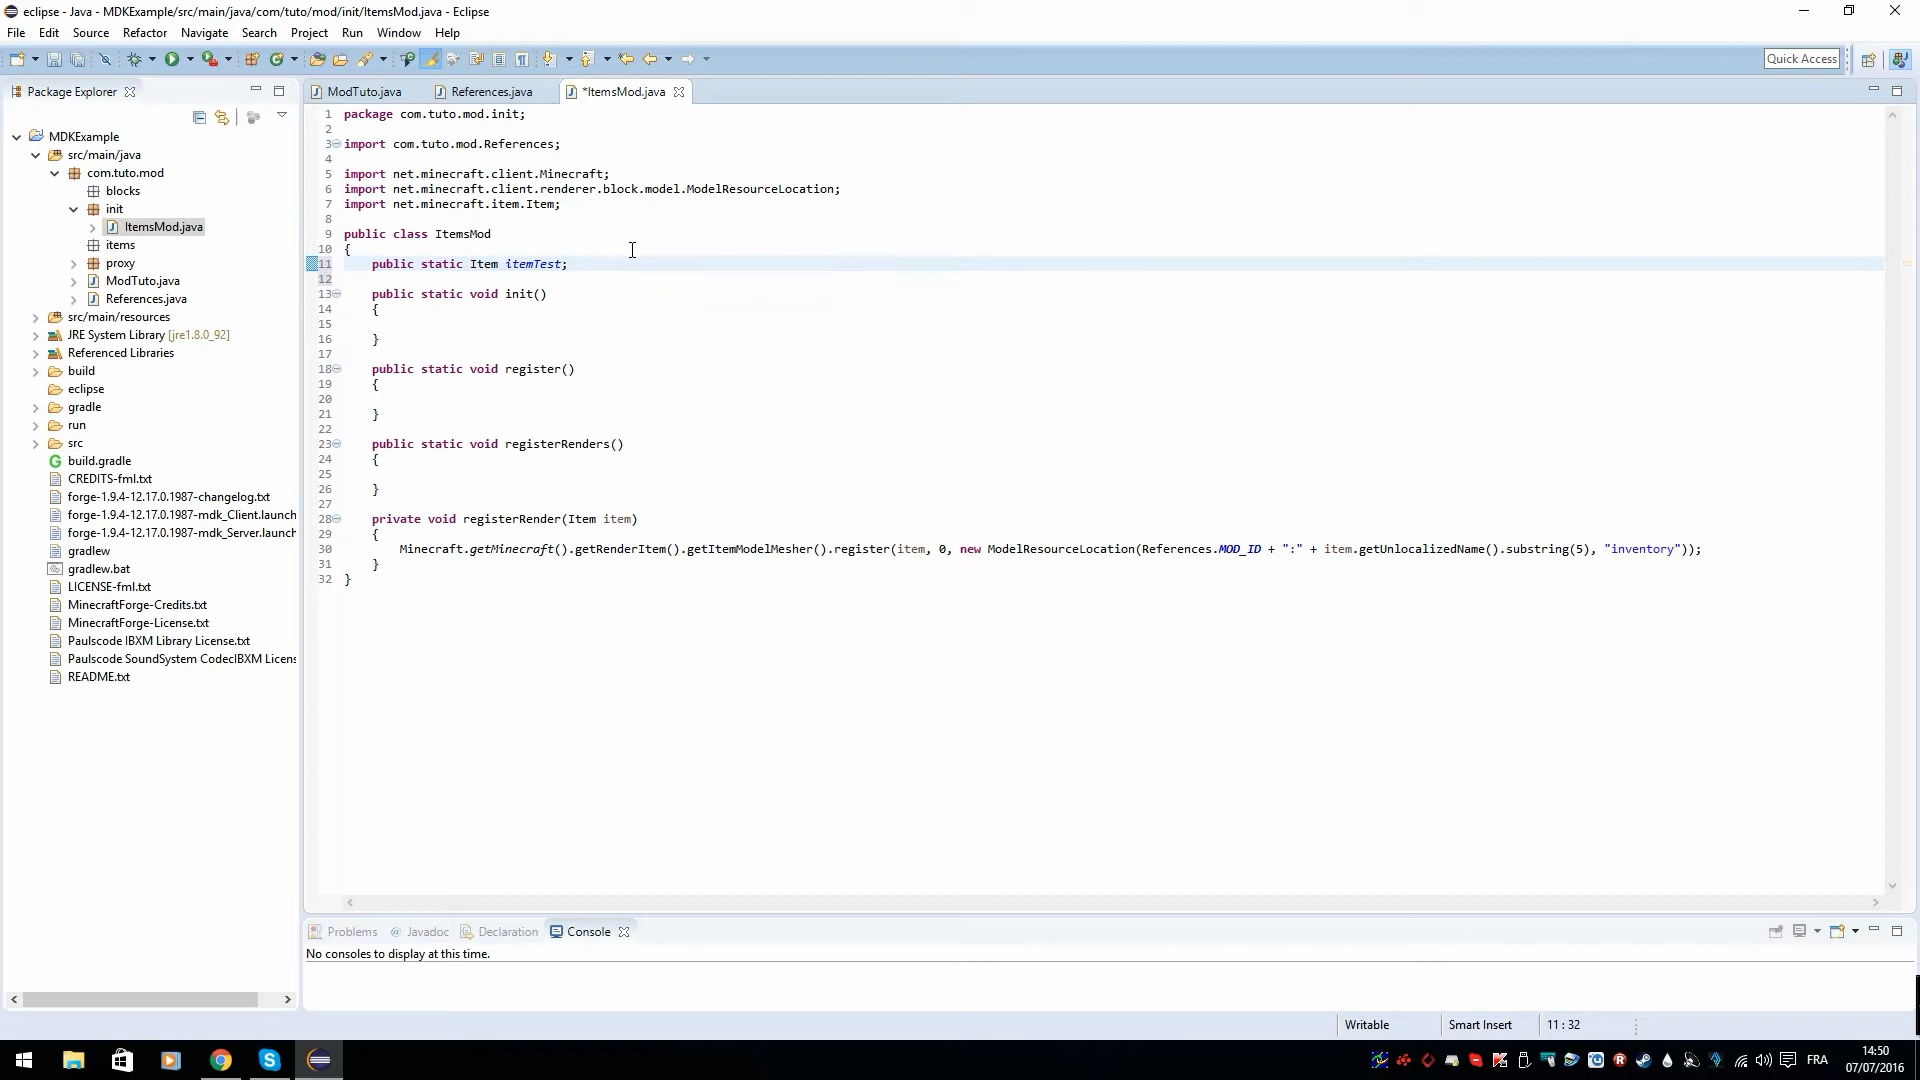 eclipse - Java - MDKExample/src/main/java/com/tuto/mod/init/ItemsMod.java - Eclipse
File Edit Source Refactor Navigate Search Project Run Window Help
Quick Access
Package Explorer
MDKExample
src/main/java
com.tuto.mod
blocks
init
ItemsMod.java
items
proxy
ModTuto.java
References.java
src/main/resources
JRE System Library [jre1.8.0_92]
Referenced Libraries
build
eclipse
gradle
run
src
build.gradle
CREDITS-fml.txt
forge-1.9.4-12.17.0.1987-changelog.txt
forge-1.9.4-12.17.0.1987-mdk_Client.launch
forge-1.9.4-12.17.0.1987-mdk_Server.launch
gradlew
gradlew.bat
LICENSE-fml.txt
MinecraftForge-Credits.txt
MinecraftForge-License.txt
Paulscode IBXM Library License.txt
Paulscode SoundSystem CodecIBXM Licens
README.txt
ModTuto.java References.java *ItemsMod.java
1 package com.tuto.mod.init;
2
3 import com.tuto.mod.References;
4
5 import net.minecraft.client.Minecraft;
6 import net.minecraft.client.renderer.block.model.ModelResourceLocation;
7 import net.minecraft.item.Item;
8
9 public class ItemsMod
10 {
11 public static Item itemTest;
12
13 public static void init()
14 {
15
16 }
17
18 public static void register()
19 {
20
21 }
22
23 public static void registerRenders()
24 {
25
26 }
27
28 private void registerRender(Item item)
29 {
30 Minecraft.getMinecraft().getRenderItem().getItemModelMesher().register(item, 0, new ModelResourceLocation(References.MOD_ID + ":" + item.getUnlocalizedName().substring(5), "inventory"));
31 }
32 }
Problems @ Javadoc Declaration Console
No consoles to display at this time.
Writable Smart Insert 11 : 32
FRA
14:50
07/07/2016